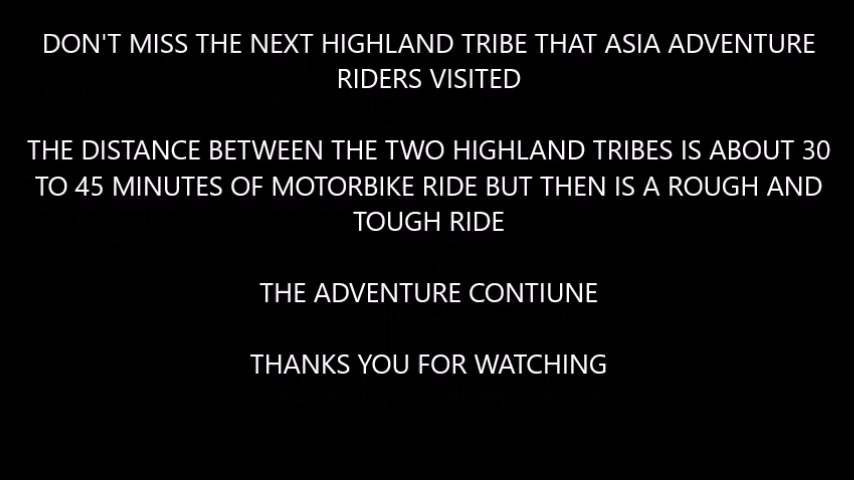 DON'T MISS THE NEXT HIGHLAND TRIBE THAT ASIA ADVENTURE
RIDERS VISITED
THE DISTANCE BETWEEN THE TWO HIGHLAND TRIBES IS ABOUT 30
TO 45 MINUTES OF MOTORBIKE RIDE BUT THEN IS A ROUGH AND
TOUGH RIDE
THE ADVENTURE CONTIUNE
THANKS YOU FOR WATCHING